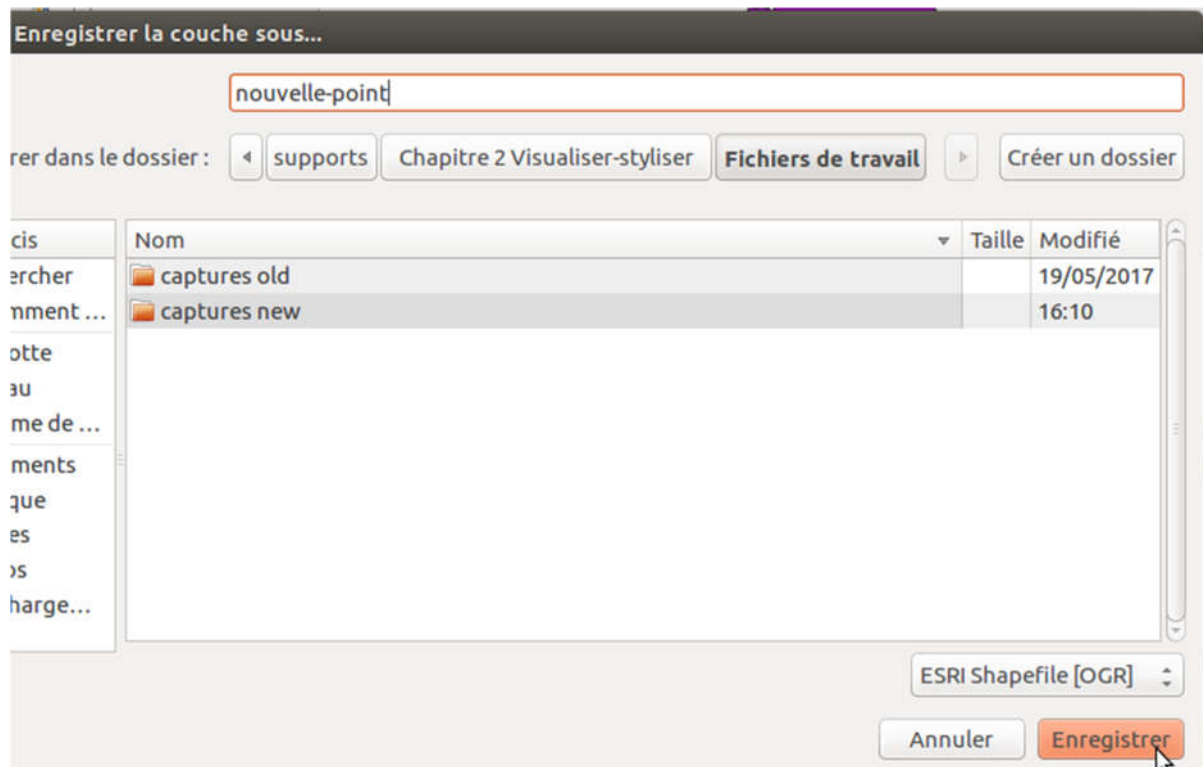 Enregistrer la couche sous...
nouvelle-point
rer dans le dossier : supports Chapitre 2 Visualiser-styliser Fichiers de travail Créer un dossier
cis Nom Taille Modifié
ercher captures old 19/05/2017
mment ... captures new 16:10
otte
au
me de ...
ments
que
es
os
harge...
ESRI Shapefile [OGR]
Annuler Enregistrer